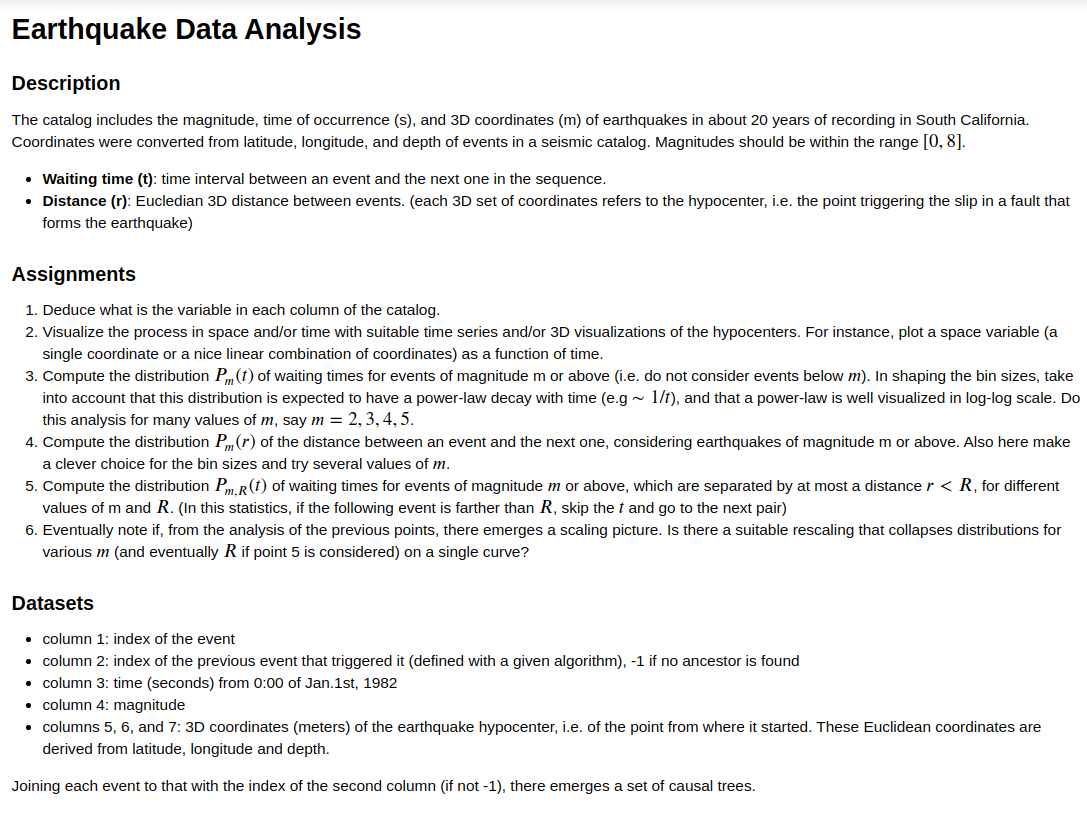 Earthquake Data Analysis
Description
The catalog includes the magnitude, time of occurrence (s), and 3D coordinates (m) of earthquakes in about 20 years of recording in South California.
Coordinates were converted from latitude, longitude, and depth of events in a seismic catalog. Magnitudes should be within the range [0, 8].
• Waiting time (t): time interval between an event and the next one in the sequence.
• Distance (r): Eucledian 3D distance between events. (each 3D set of coordinates refers to the hypocenter, i.e. the point triggering the slip in a fault that
forms the earthquake)
Assignments
1. Deduce what is the variable in each column of the catalog.
2. Visualize the process in space and/or time with suitable time series and/or 3D visualizations of the hypocenters. For instance, plot a space variable (a
single coordinate or a nice linear combination of coordinates) as a function of time.
3. Compute the distribution Pm(t) of waiting times for events of magnitude m or above (i.e. do not consider events below m). In shaping the bin sizes, take
into account that this distribution is expected to have a power-law decay with time (e.g ∼ 1/t), and that a power-law is well visualized in log-log scale. Do
this analysis for many values of m, say m = 2, 3, 4, 5.
4. Compute the distribution Pm(r) of the distance between an event and the next one, considering earthquakes of magnitude m or above. Also here make
a clever choice for the bin sizes and try several values of m.
5. Compute the distribution Pm,R(t) of waiting times for events of magnitude m or above, which are separated by at most a distance r < R, for different
values of m and R. (In this statistics, if the following event is farther than R, skip the t and go to the next pair)
6. Eventually note if, from the analysis of the previous points, there emerges a scaling picture. Is there a suitable rescaling that collapses distributions for
various m (and eventually R if point 5 is considered) on a single curve?
Datasets
• column 1: index of the event
• column 2: index of the previous event that triggered it (defined with a given algorithm), -1 if no ancestor is found
• column 3: time (seconds) from 0:00 of Jan.1st, 1982
• column 4: magnitude
• columns 5, 6, and 7: 3D coordinates (meters) of the earthquake hypocenter, i.e. of the point from where it started. These Euclidean coordinates are
derived from latitude, longitude and depth.
Joining each event to that with the index of the second column (if not -1), there emerges a set of causal trees.